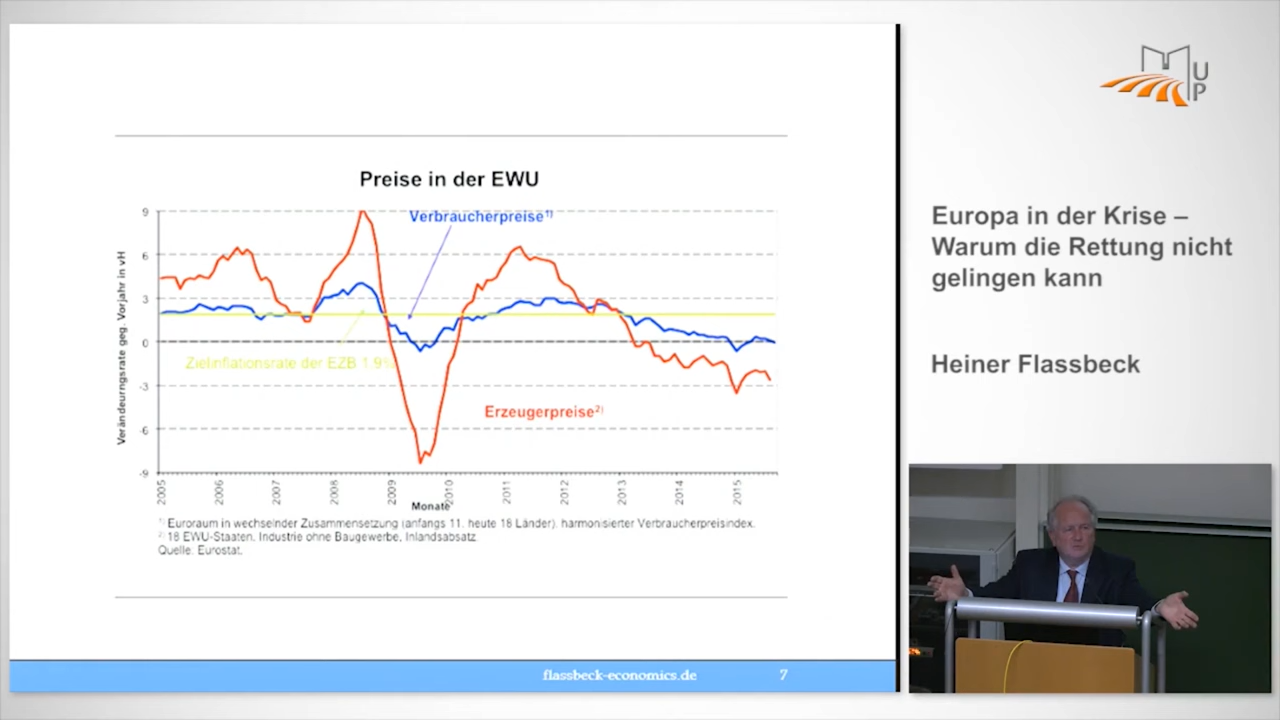 Preise in der EWU
Verbraucherpreise1)
Zielinflationsrate der EZB 1.9%
Erzeugerpreise2)
Verändeurngsrate geg. Vorjahr in vH
9
6
3
0
-3
-6
-9
2005 2006 2007 2008 2009 2010 2011 2012 2013 2014 2015
Monate
1) Euroraum in wechselnder Zusammensetzung (anfangs 11. heute 18 Länder). harmonisierter Verbraucherpreisindex.
2) 18 EWU-Staaten, Industrie ohne Baugewerbe, Inlandsabsatz.
Quelle: Eurostat.
flassbeck-economics.de 7
MUP
Europa in der Krise –
Warum die Rettung nicht
gelingen kann
Heiner Flassbeck